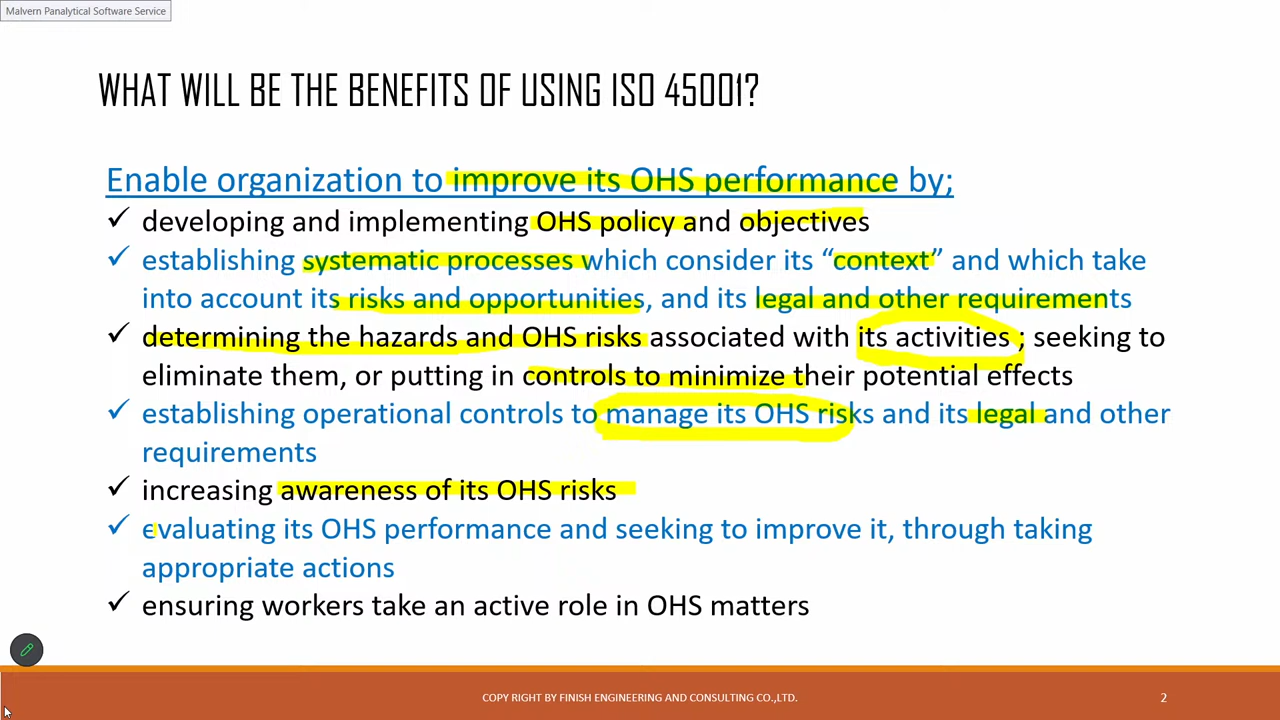 Malvern Panalytical Software Service
WHAT WILL BE THE BENEFITS OF USING ISO 45001?
Enable organization to improve its OHS performance by;
✓ developing and implementing OHS policy and objectives
✓ establishing systematic processes which consider its “context” and which take
into account its risks and opportunities, and its legal and other requirements
✓ determining the hazards and OHS risks associated with its activities ; seeking to
eliminate them, or putting in controls to minimize their potential effects
✓ establishing operational controls to manage its OHS risks and its legal and other
requirements
✓ increasing awareness of its OHS risks
✓ evaluating its OHS performance and seeking to improve it, through taking
appropriate actions
✓ ensuring workers take an active role in OHS matters
COPY RIGHT BY FINISH ENGINEERING AND CONSULTING CO.,LTD.
2